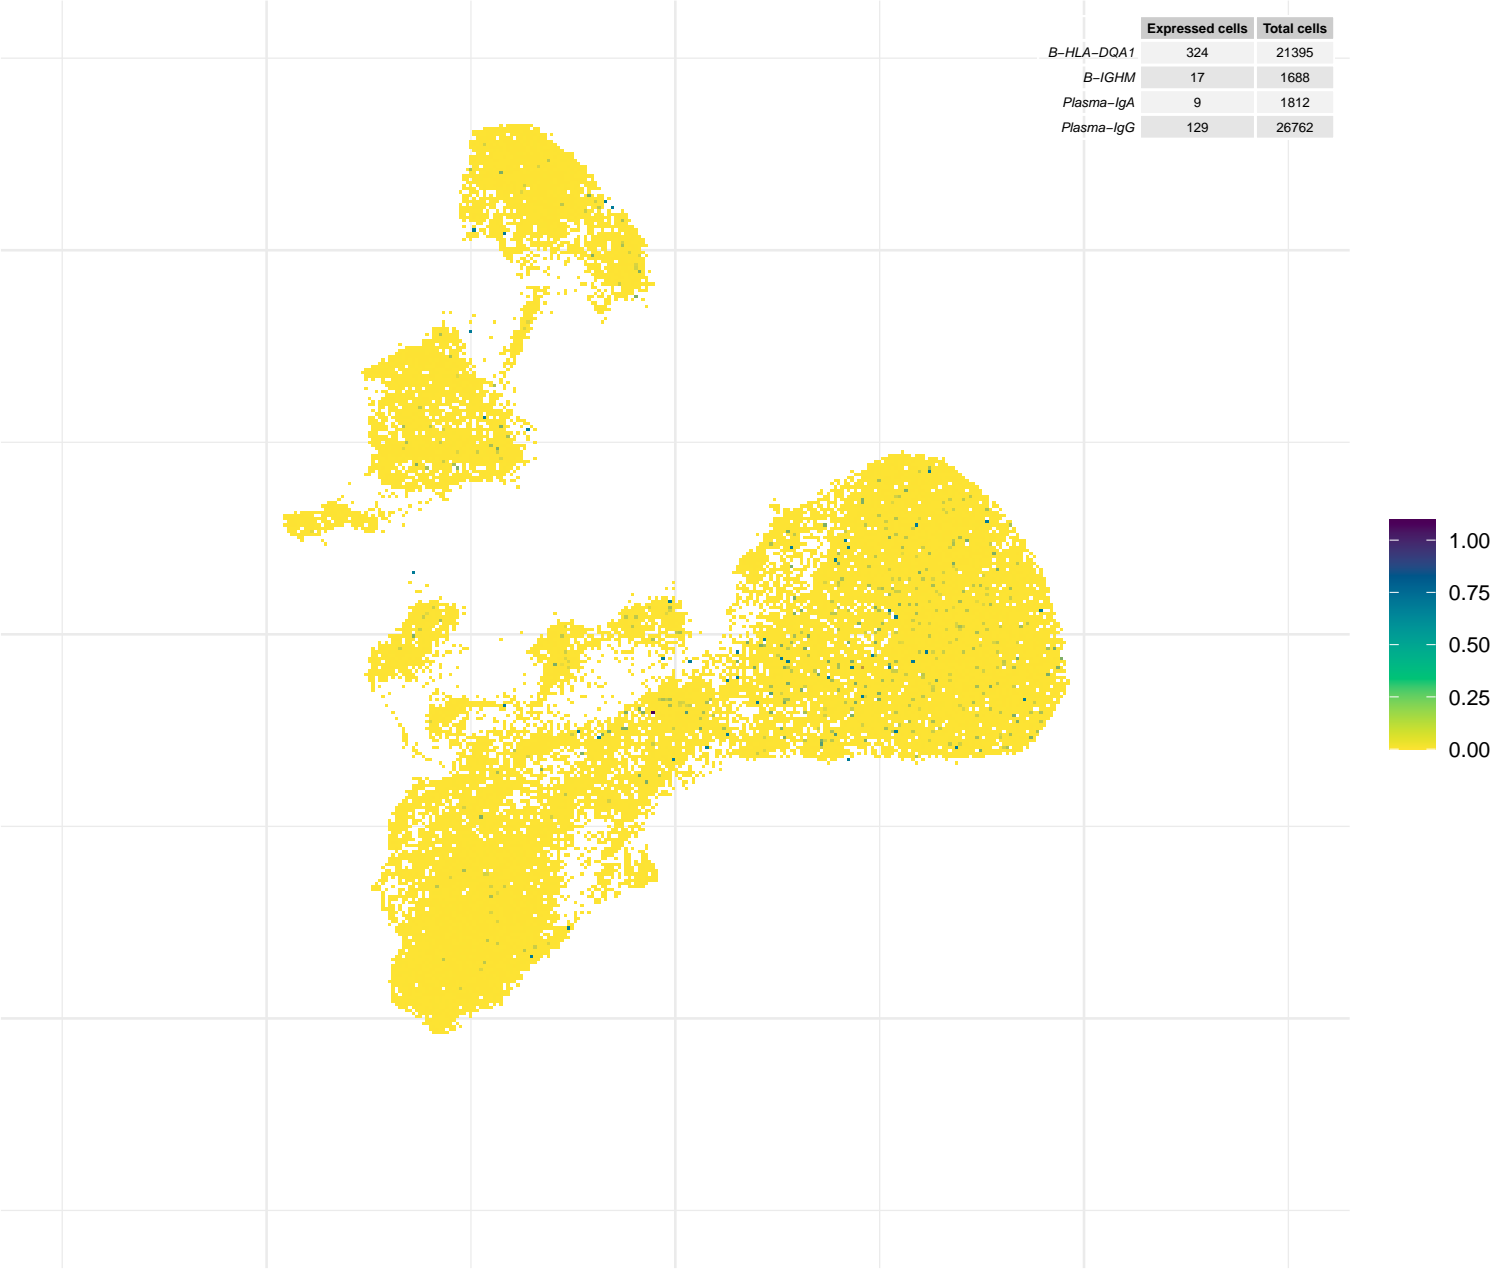 Expressed cells Total cells
B−HLA−DQA1 324 21395
B−IGHM 17 1688
Plasma−IgA 9 1812
Plasma−IgG 129 26762
1.00
0.75
0.50
0.25
0.00